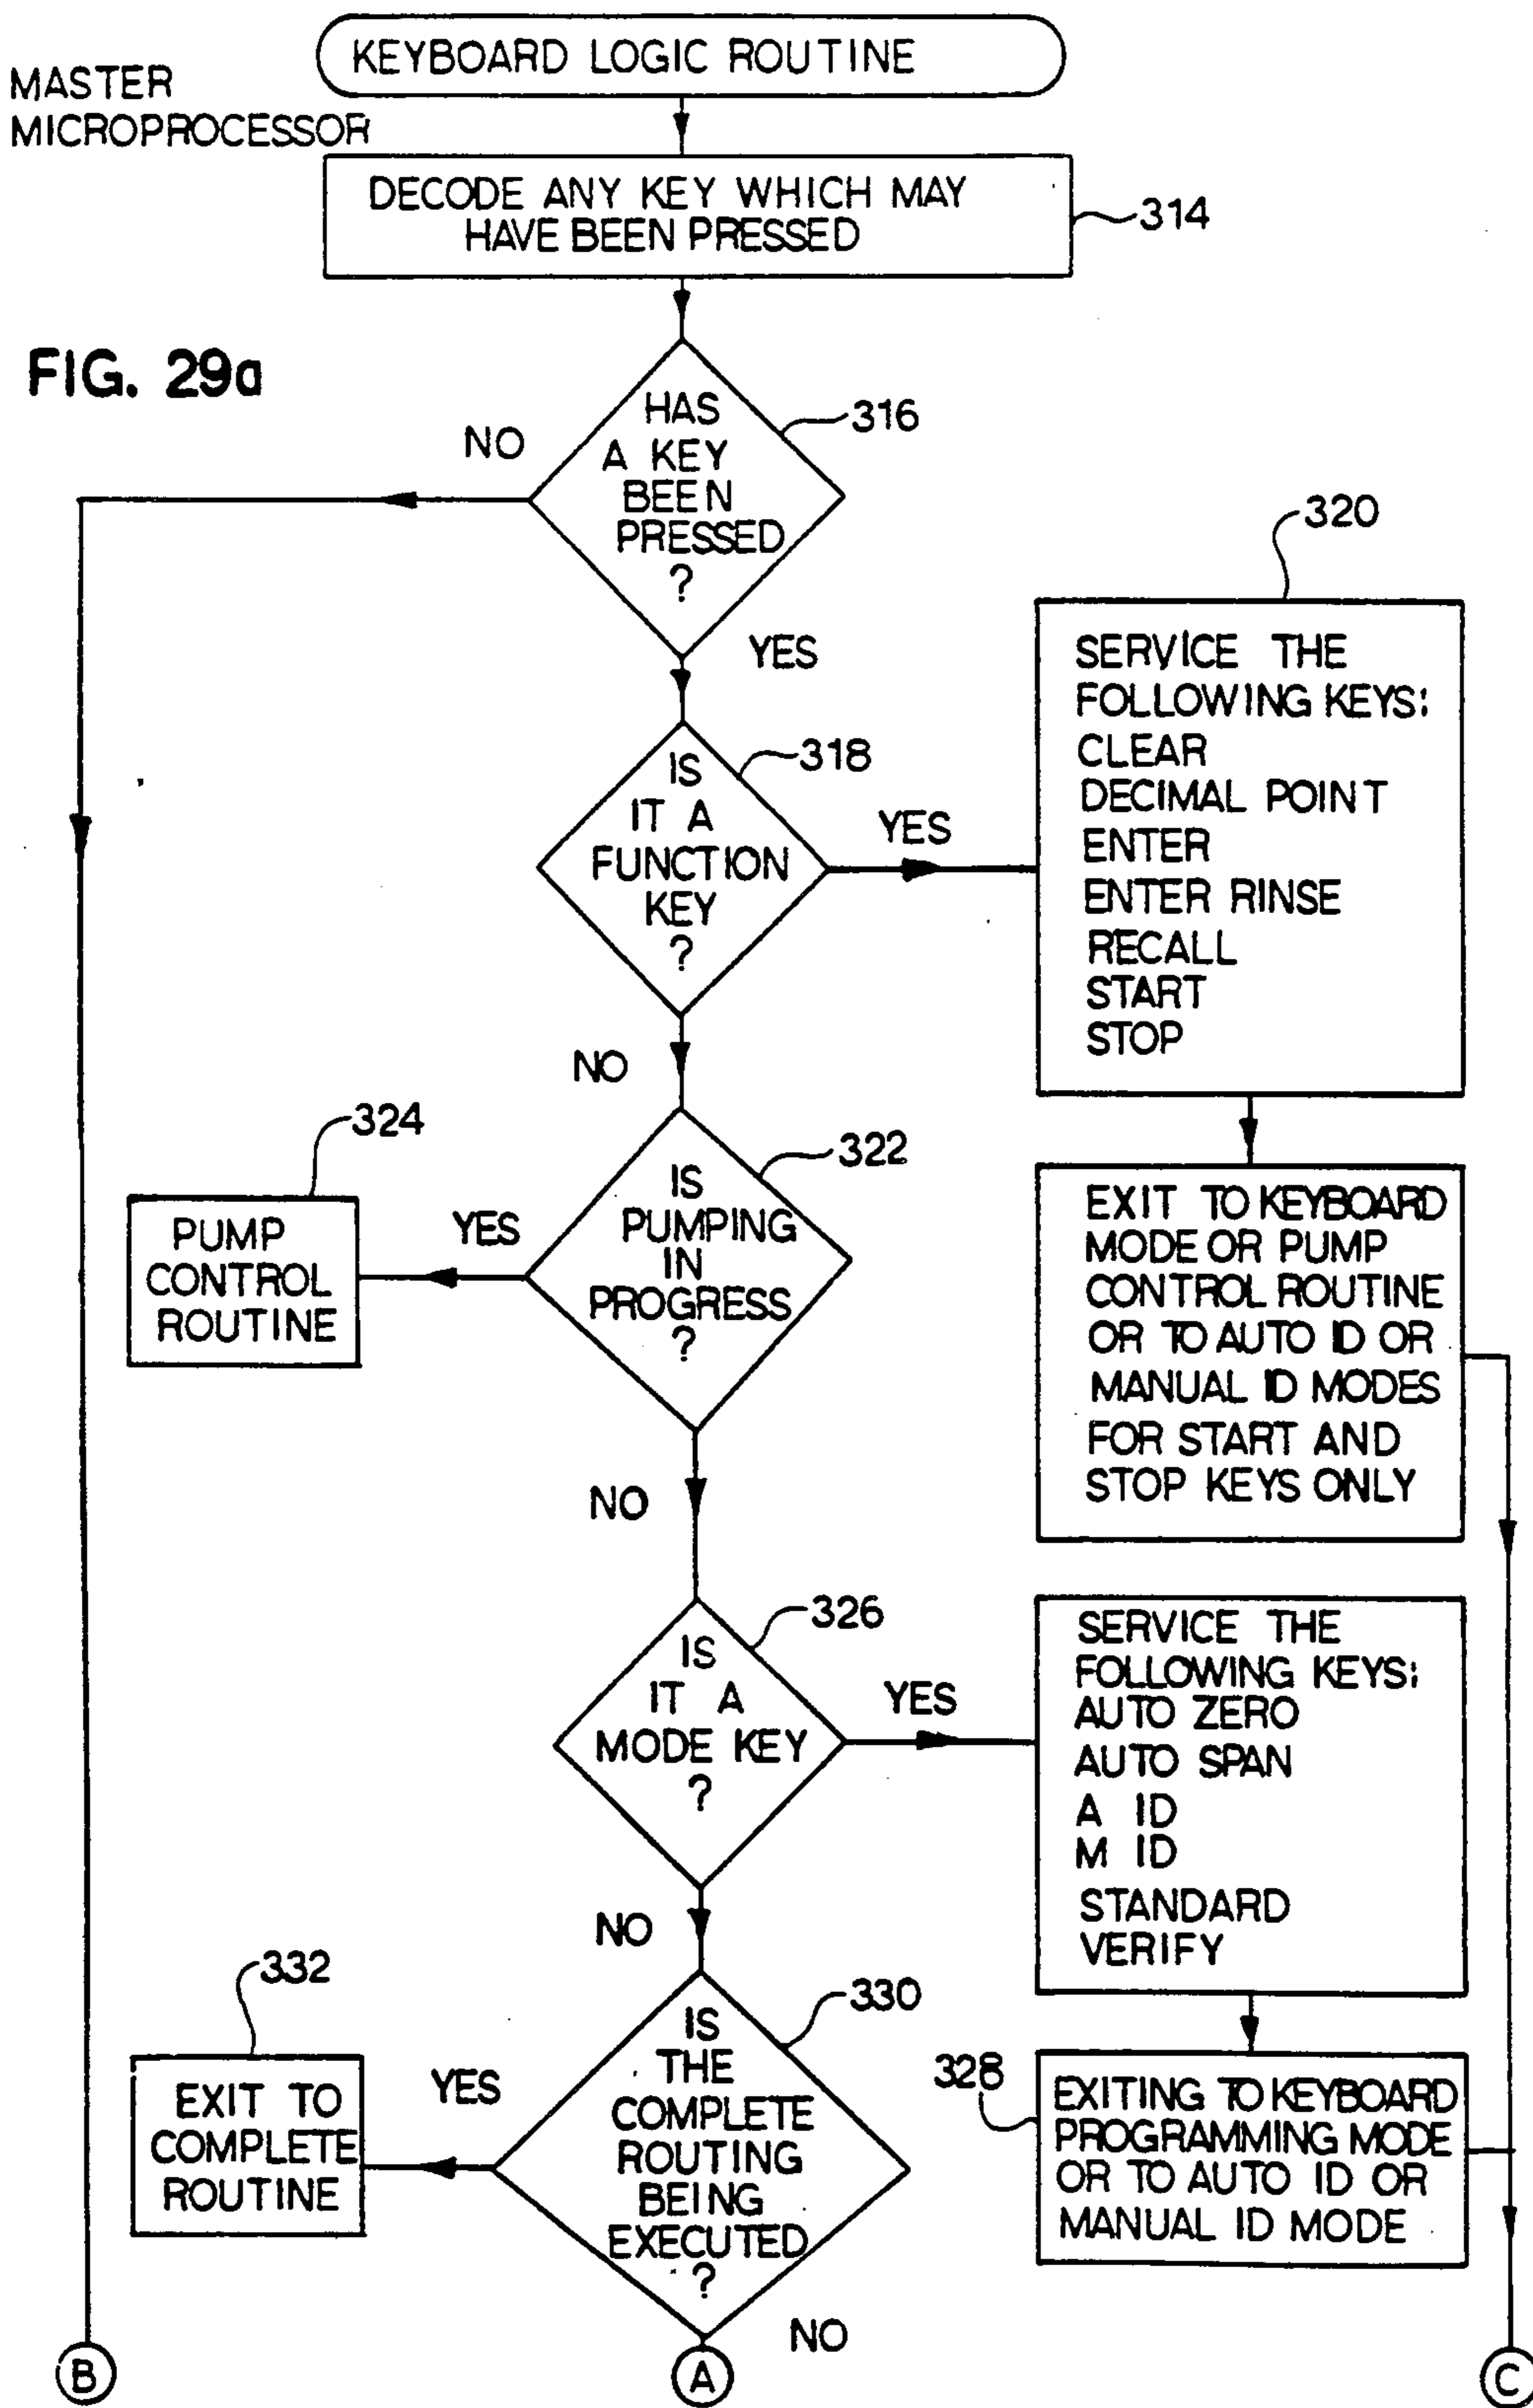 KEYBOARD LOGIC ROUTINE
MASTER
MICROPROCESSOR
DECODE ANY KEY WHICH MAY
HAVE BEEN PRESSED
314
FIG. 29a
HAS
A KEY
BEEN
PRESSED
?
316
NO
YES
320
IS
IT A
FUNCTION
KEY
?
318
YES
NO
SERVICE THE
FOLLOWING KEYS:
CLEAR
DECIMAL POINT
ENTER
ENTER RINSE
RECALL
START
STOP
324
PUMP
CONTROL
ROUTINE
YES
IS
PUMPING
IN
PROGRESS
?
322
NO
EXIT TO KEYBOARD
MODE OR PUMP
CONTROL ROUTINE
OR TO AUTO ID OR
MANUAL ID MODES
FOR START AND
STOP KEYS ONLY
IS
IT A
MODE KEY
?
326
YES
NO
SERVICE THE
FOLLOWING KEYS:
AUTO ZERO
AUTO SPAN
A ID
M ID
STANDARD
VERIFY
332
EXIT TO
COMPLETE
ROUTINE
YES
IS
THE
COMPLETE
ROUTING
BEING
EXECUTED
?
330
NO
328
EXITING TO KEYBOARD
PROGRAMMING MODE
OR TO AUTO ID OR
MANUAL ID MODE
B
A
C